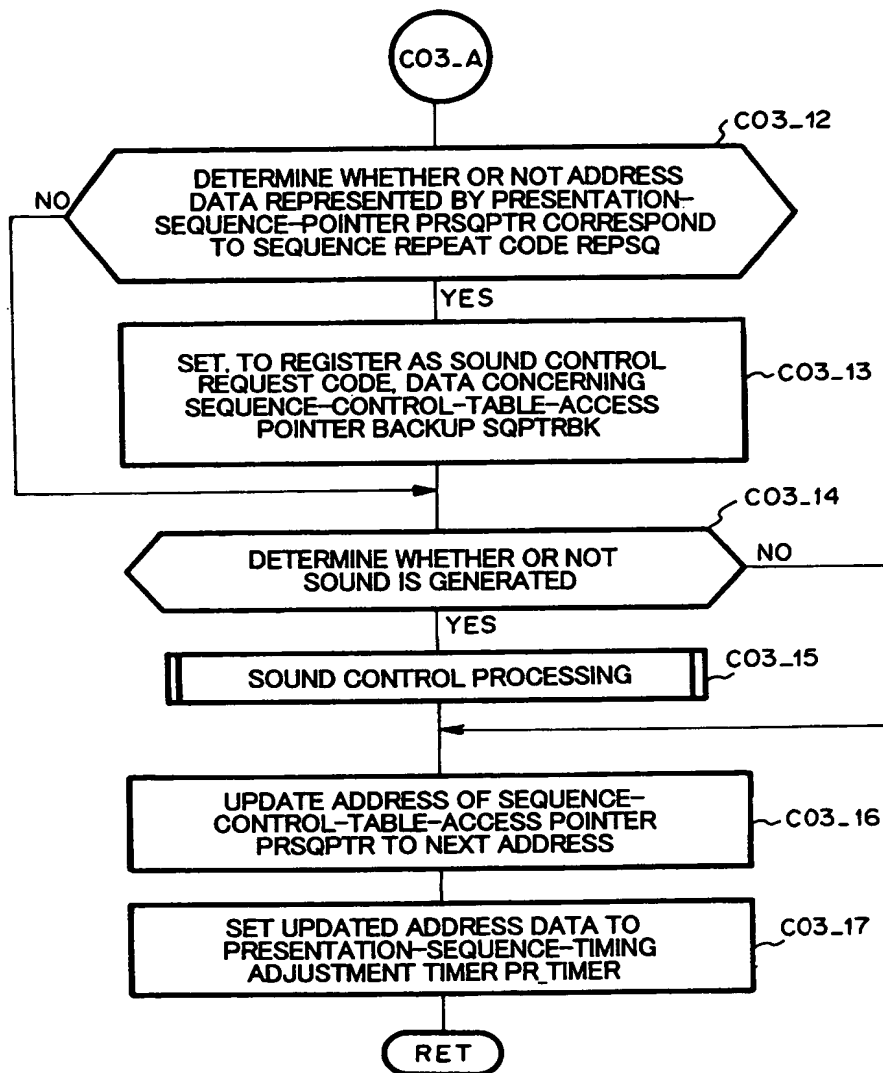 C03_A
C03_12
NO
DETERMINE WHETHER OR NOT ADDRESS
DATA REPRESENTED BY PRESENTATION-
SEQUENCE-POINTER PRSQPTR CORRESPOND
TO SEQUENCE REPEAT CODE REPSQ
YES
SET, TO REGISTER AS SOUND CONTROL
REQUEST CODE, DATA CONCERNING
SEQUENCE-CONTROL-TABLE-ACCESS
POINTER BACKUP SQPTRBK
C03_13
C03_14
DETERMINE WHETHER OR NOT
SOUND IS GENERATED
NO
YES
SOUND CONTROL PROCESSING
C03_15
UPDATE ADDRESS OF SEQUENCE-
CONTROL-TABLE-ACCESS POINTER
PRSQPTR TO NEXT ADDRESS
C03_16
SET UPDATED ADDRESS DATA TO
PRESENTATION-SEQUENCE-TIMING
ADJUSTMENT TIMER PR_TIMER
C03_17
RET